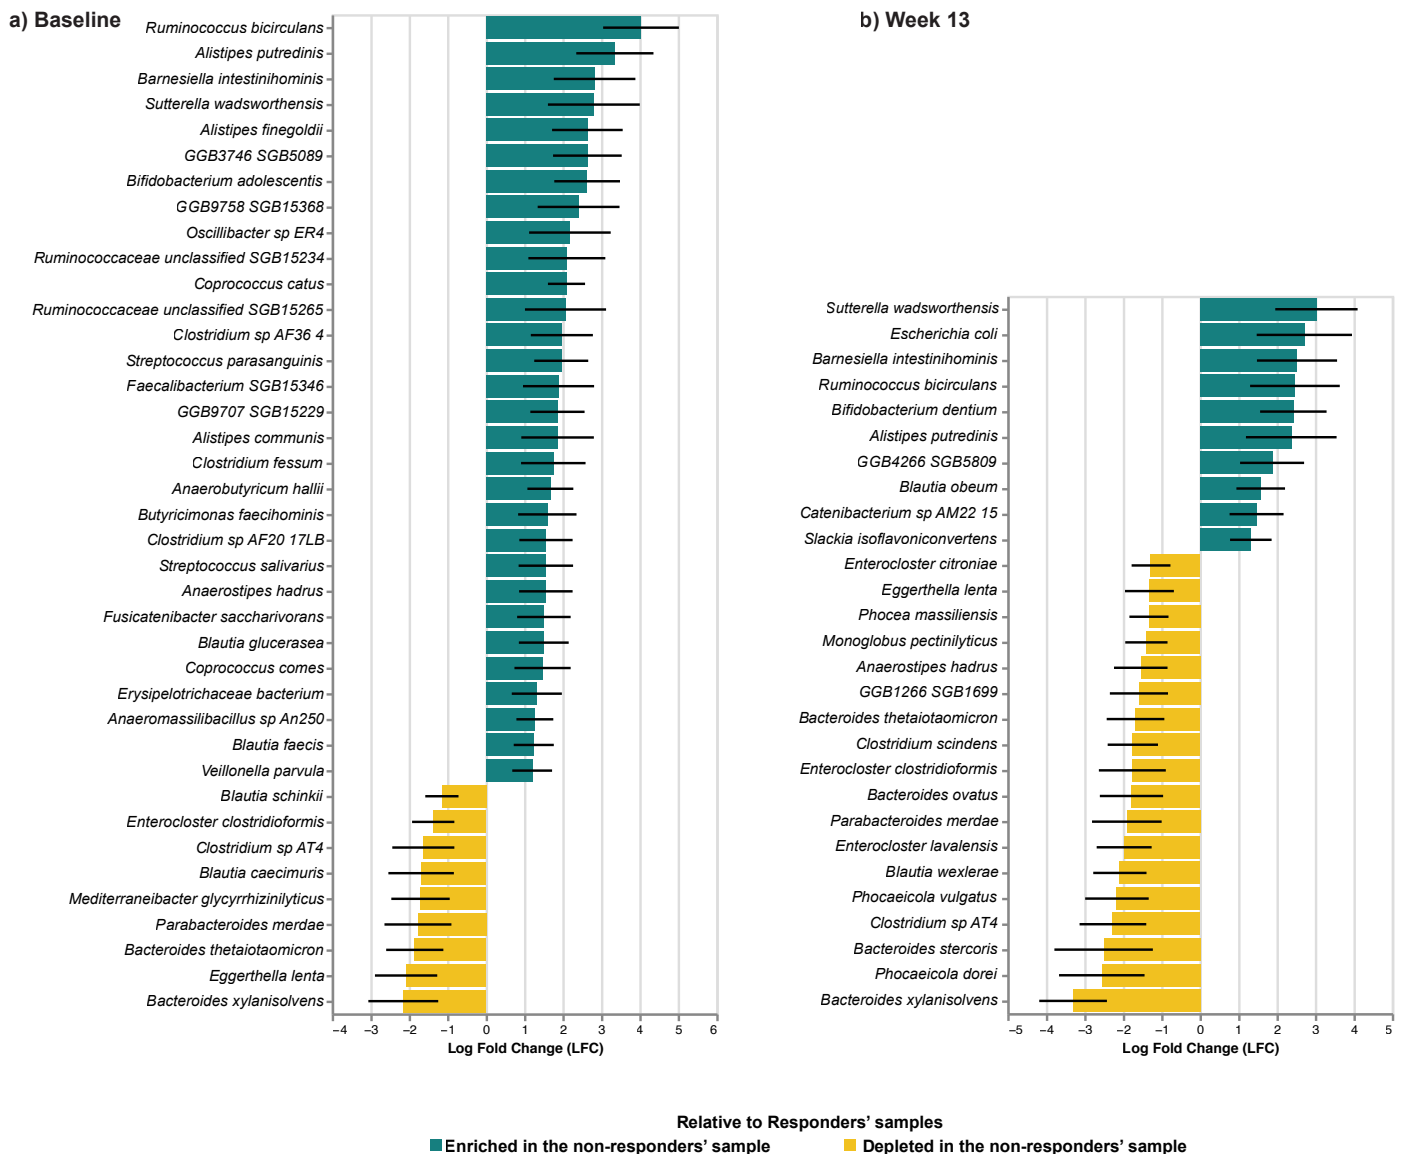 a) Baseline
Ruminococcus bicirculans
Alistipes putredinis
Barnesiella intestinihominis
Sutterella wadsworthensis
Alistipes finegoldii
GGB3746 SGB5089
Bifidobacterium adolescentis
GGB9758 SGB15368
Oscillibacter sp ER4
Ruminococcaceae unclassified SGB15234
Coprococcus catus
Ruminococcaceae unclassified SGB15265
Clostridium sp AF36 4
Streptococcus parasanguinis
Faecalibacterium SGB15346
GGB9707 SGB15229
Alistipes communis
Clostridium fessum
Anaerobutyricum hallii
Butyricimonas faecihominis
Clostridium sp AF20 17LB
Streptococcus salivarius
Anaerostipes hadrus
Fusicatenibacter saccharivorans
Blautia glucerasea
Coprococcus comes
Erysipelotrichaceae bacterium
Anaeromassilibacillus sp An250
Blautia faecis
Veillonella parvula
Blautia schinkii
Enterocloster clostridioformis
Clostridium sp AT4
Blautia caecimuris
Mediterraneibacter glycyrrhizinilyticus
Parabacteroides merdae
Bacteroides thetaiotaomicron
Eggerthella lenta
Bacteroides xylanisolvens
−4 −3 −2 −1 0 1 2 3 4 5 6
Log Fold Change (LFC)
b) Week 13
Sutterella wadsworthensis
Escherichia coli
Barnesiella intestinihominis
Ruminococcus bicirculans
Bifidobacterium dentium
Alistipes putredinis
GGB4266 SGB5809
Blautia obeum
Catenibacterium sp AM22 15
Slackia isoflavoniconvertens
Enterocloster citroniae
Eggerthella lenta
Phocea massiliensis
Monoglobus pectinilyticus
Anaerostipes hadrus
GGB1266 SGB1699
Bacteroides thetaiotaomicron
Clostridium scindens
Enterocloster clostridioformis
Bacteroides ovatus
Parabacteroides merdae
Enterocloster lavalensis
Blautia wexlerae
Phocaeicola vulgatus
Clostridium sp AT4
Bacteroides stercoris
Phocaeicola dorei
Bacteroides xylanisolvens
−5 −4 −3 −2 −1 0 1 2 3 4 5
Log Fold Change (LFC)
Relative to Responders’ samples
Enriched in the non-responders’ sample
Depleted in the non-responders’ sample